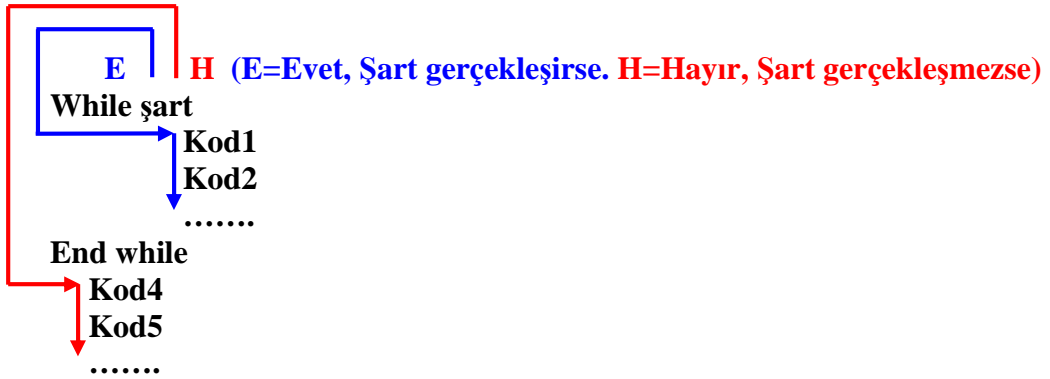 E H (E=Evet, Şart gerçekleşirse. H=Hayır, Şart gerçekleşmezse)
While şart
Kod1
Kod2
…….
End while
Kod4
Kod5
…….